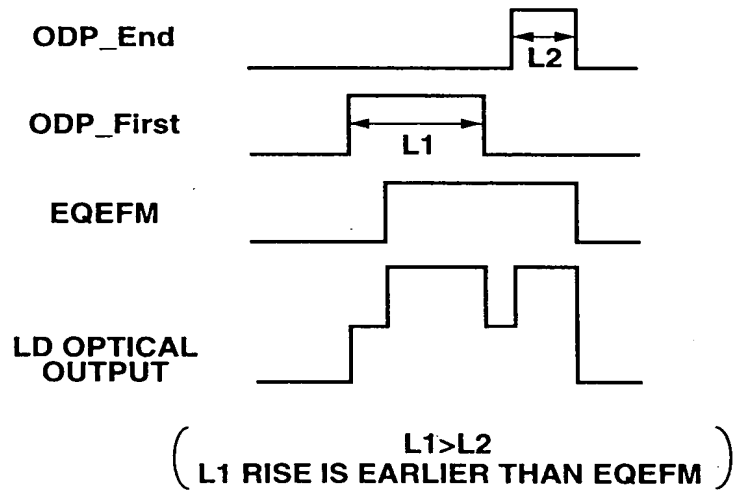 ODP_End
L2
ODP_First
L1
EQEFM
LD OPTICAL
OUTPUT
L1>L2
L1 RISE IS EARLIER THAN EQEFM